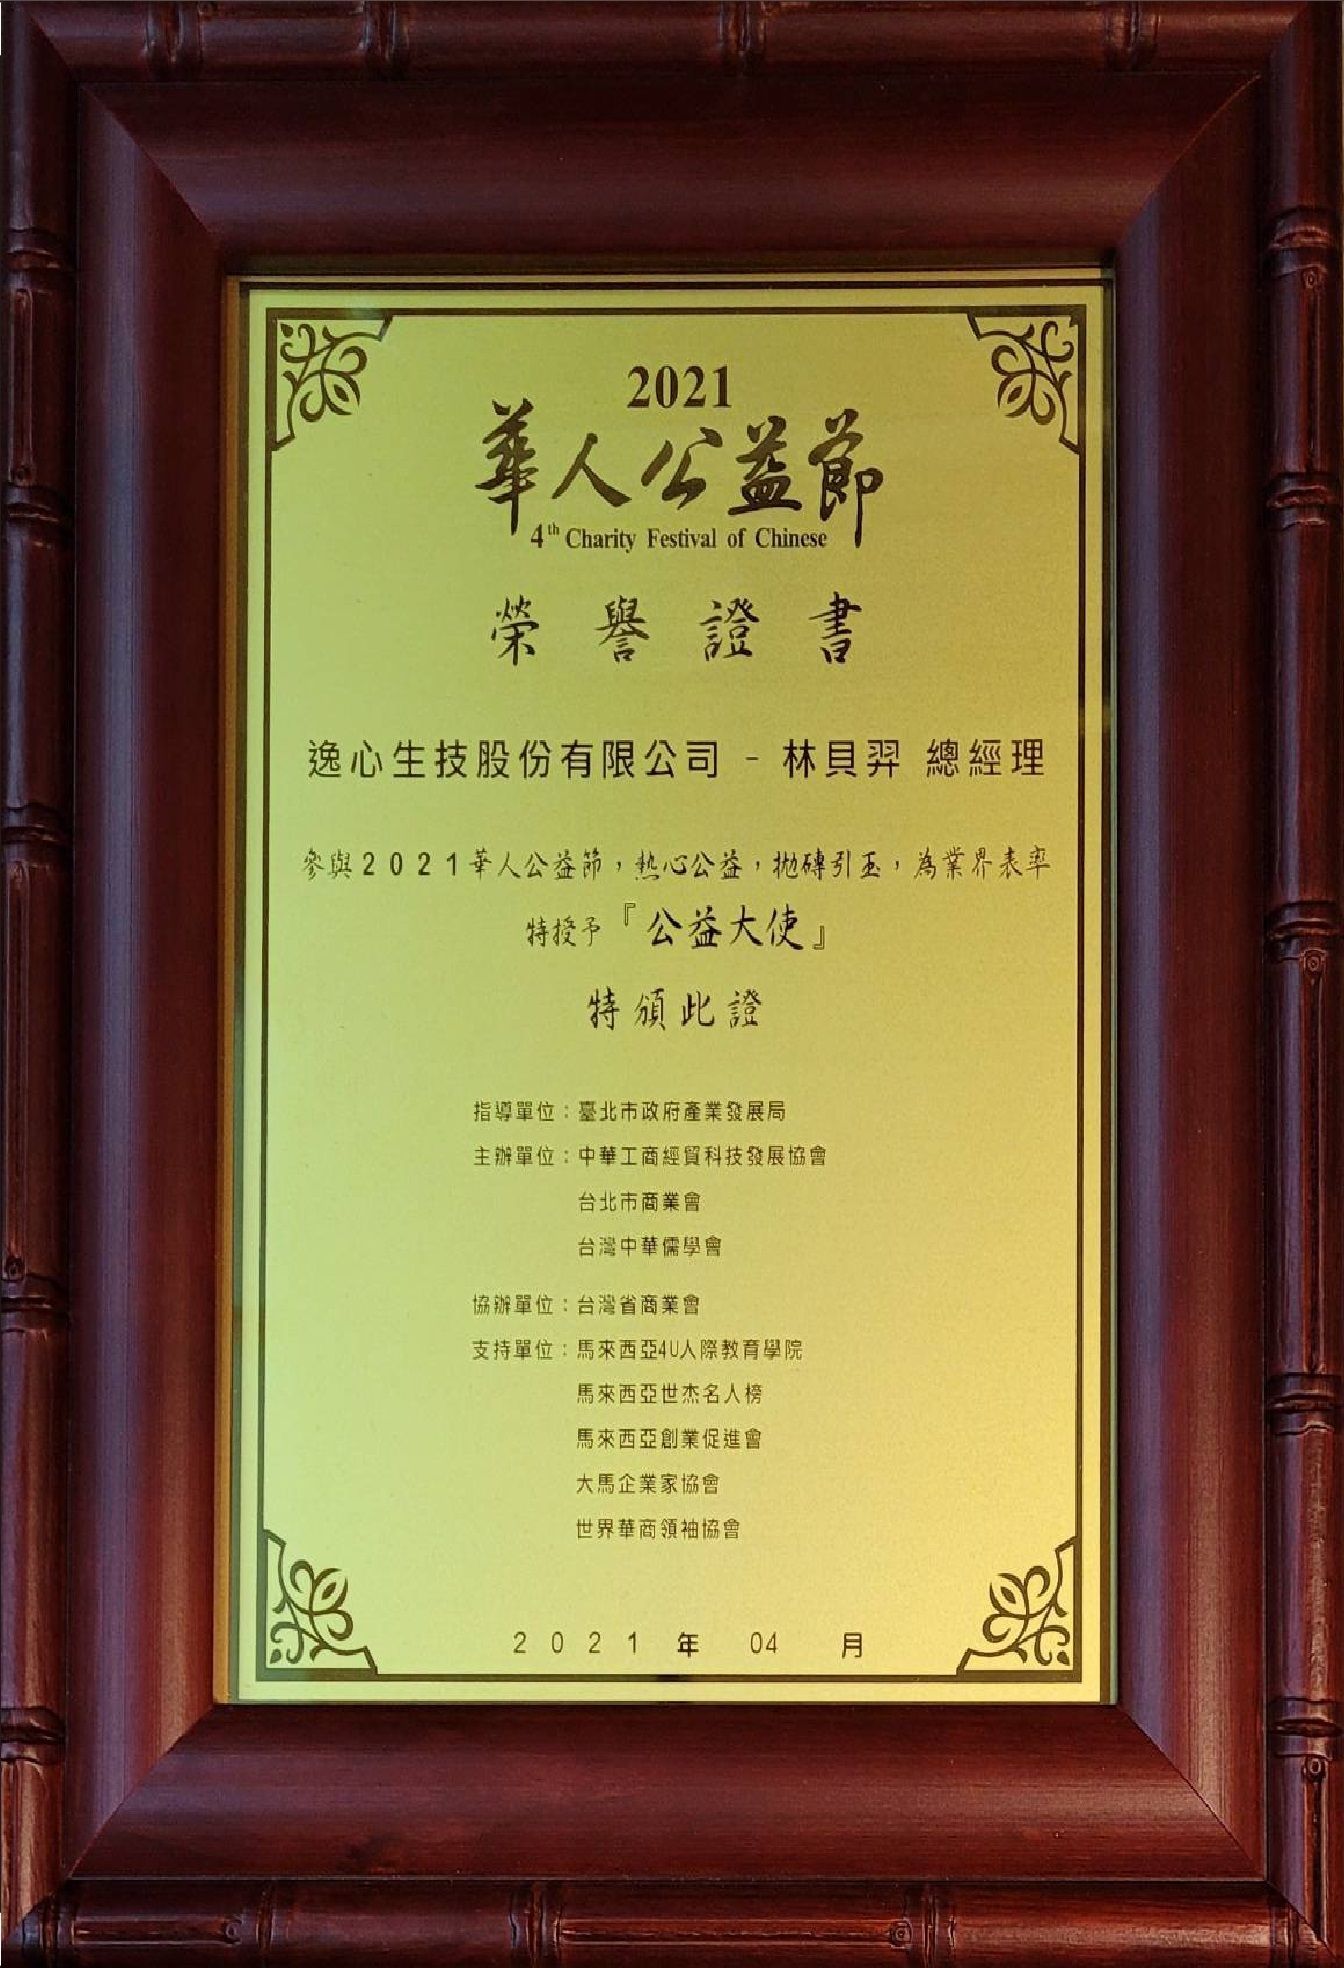 2021
華人公益節
4th Charity Festival of Chinese
榮譽證書
逸心生技股份有限公司 - 林貝羿 總經理
參與2021華人公益節，熱心公益，拋磚引玉，為業界表率
特授予『公益大使』
特頒此證
指導單位：臺北市政府產業發展局
主辦單位：中華工商經貿科技發展協會
台北市商業會
台灣中華儒學會
協辦單位：台灣省商業會
支持單位：馬來西亞4U人際教育學院
馬來西亞世杰名人榜
馬來西亞創業促進會
大馬企業家協會
世界華商領袖協會
2021 年 04 月